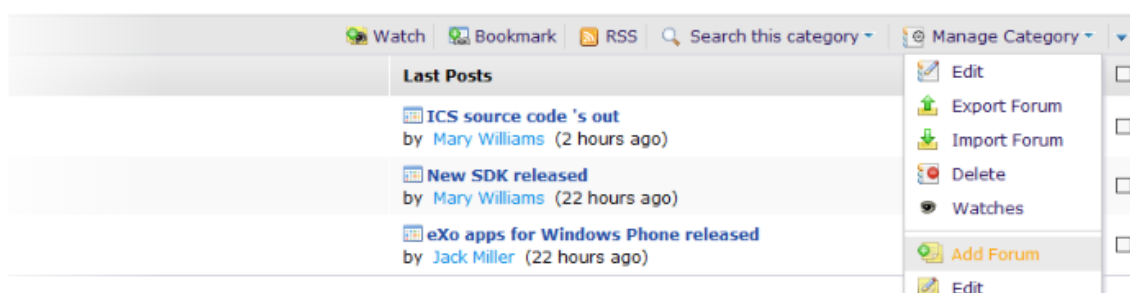 Watch Bookmark RSS Search this category Manage Category
Last Posts
ICS source code 's out
by Mary Williams (2 hours ago)
New SDK released
by Mary Williams (22 hours ago)
eXo apps for Windows Phone released
by Jack Miller (22 hours ago)
Edit
Export Forum
Import Forum
Delete
Watches
Add Forum
Edit